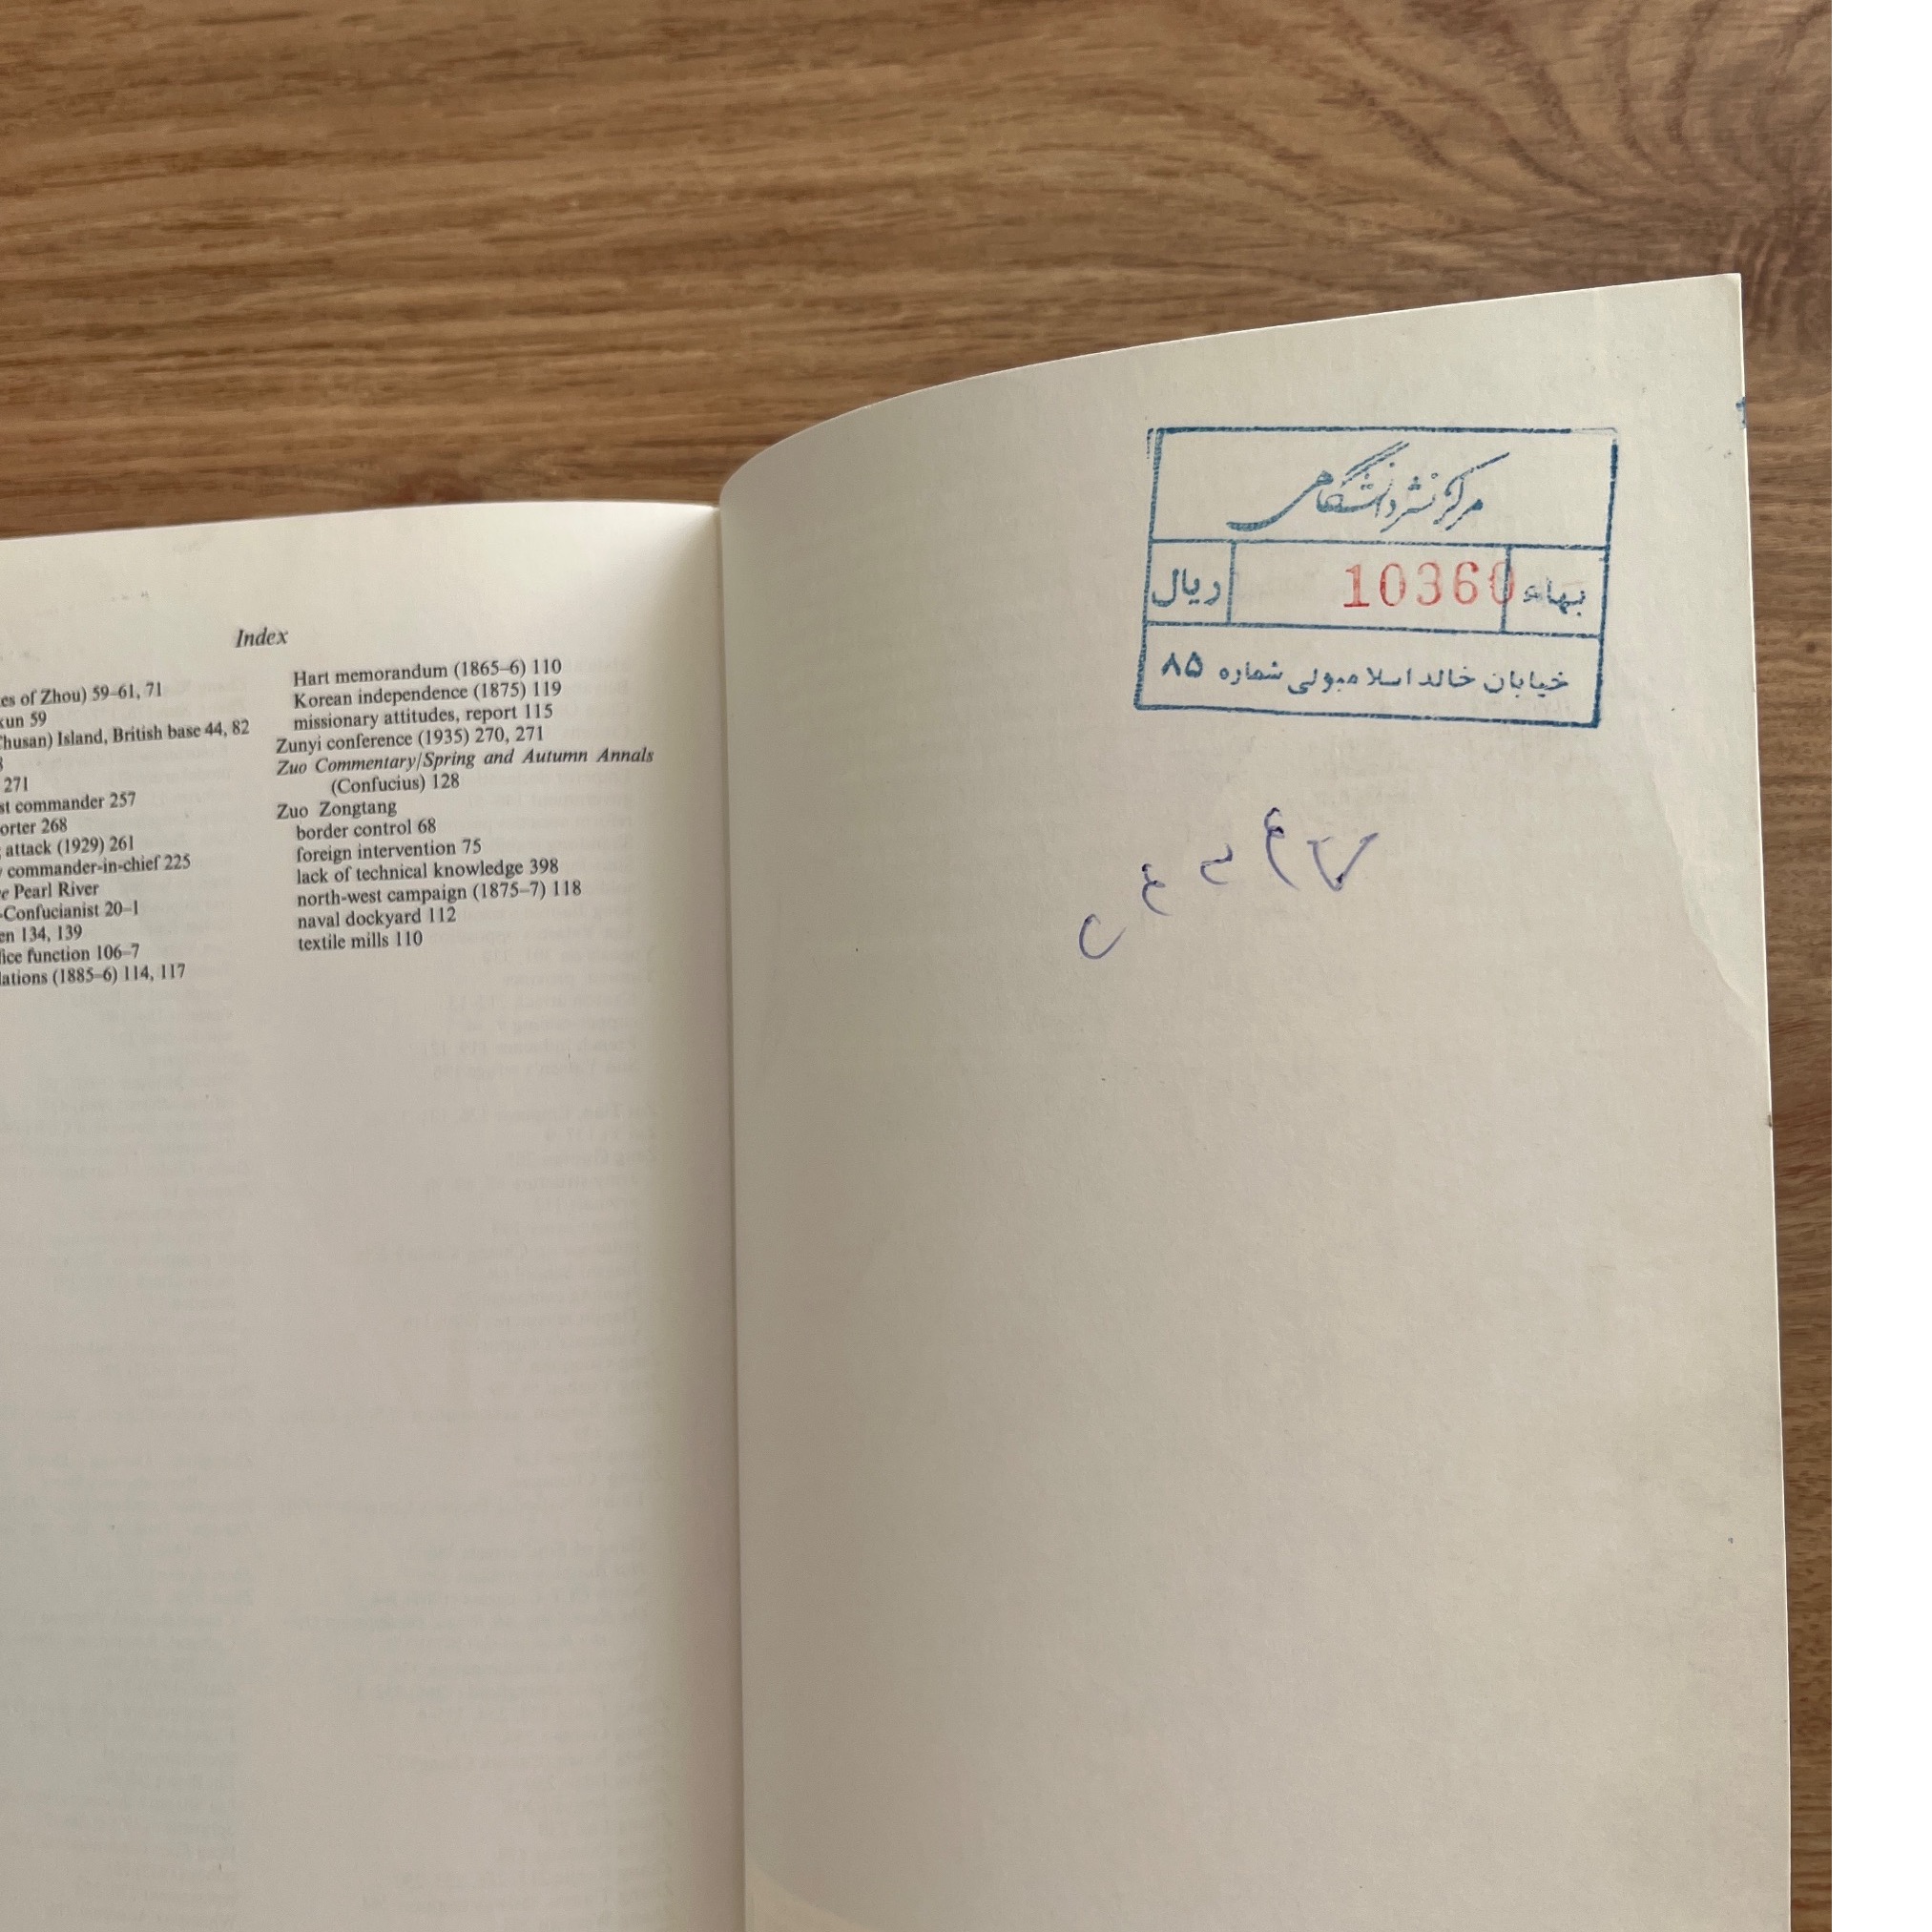 Index
es of Zhou) 59–61, 71
kun 59
Chusan) Island, British base 44, 82
271
st commander 257
orter 268
attack (1929) 261
y commander-in-chief 225
e Pearl River
-Confucianist 20–1
en 134, 139
fice function 106–7
lations (1885–6) 114, 117
Hart memorandum (1865–6) 110
Korean independence (1875) 119
missionary attitudes, report 115
Zunyi conference (1935) 270, 271
Zuo Commentary/Spring and Autumn Annals
(Confucius) 128
Zuo Zongtang
border control 68
foreign intervention 75
lack of technical knowledge 398
north-west campaign (1875–7) 118
naval dockyard 112
textile mills 110
مرکز نشر دانشگاهی
بهاء 10360 ریال
خیابان خالد اسلامبولی شماره ۸۵